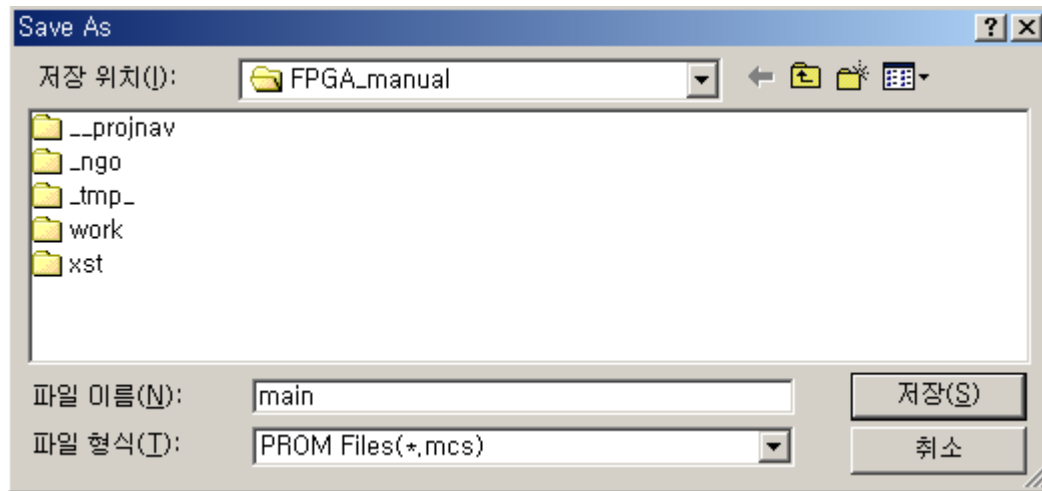 Save As
저장 위치(I):
FPGA_manual
__projnav
_ngo
_tmp_
work
xst
파일 이름(N):
main
저장(S)
파일 형식(T):
PROM Files(*.mcs)
취소